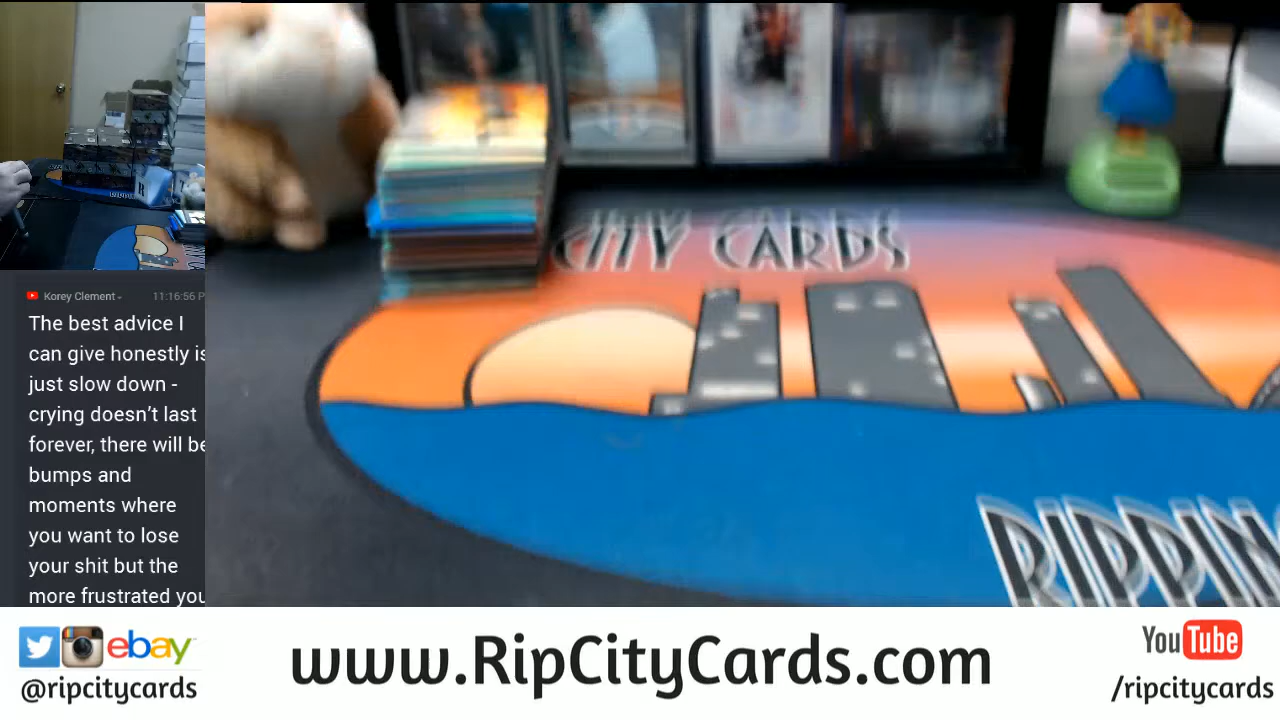 CITY CARDS
Korey Clement
11:16:56 P
The best advice I
can give honestly is
just slow down -
crying doesn't last
forever, there will be
bumps and
moments where
you want to lose
your shit but the
more frustrated you
RIPPIN
ebay
@ripcitycards
www.RipCityCards.com
YouTube
/ripcitycards